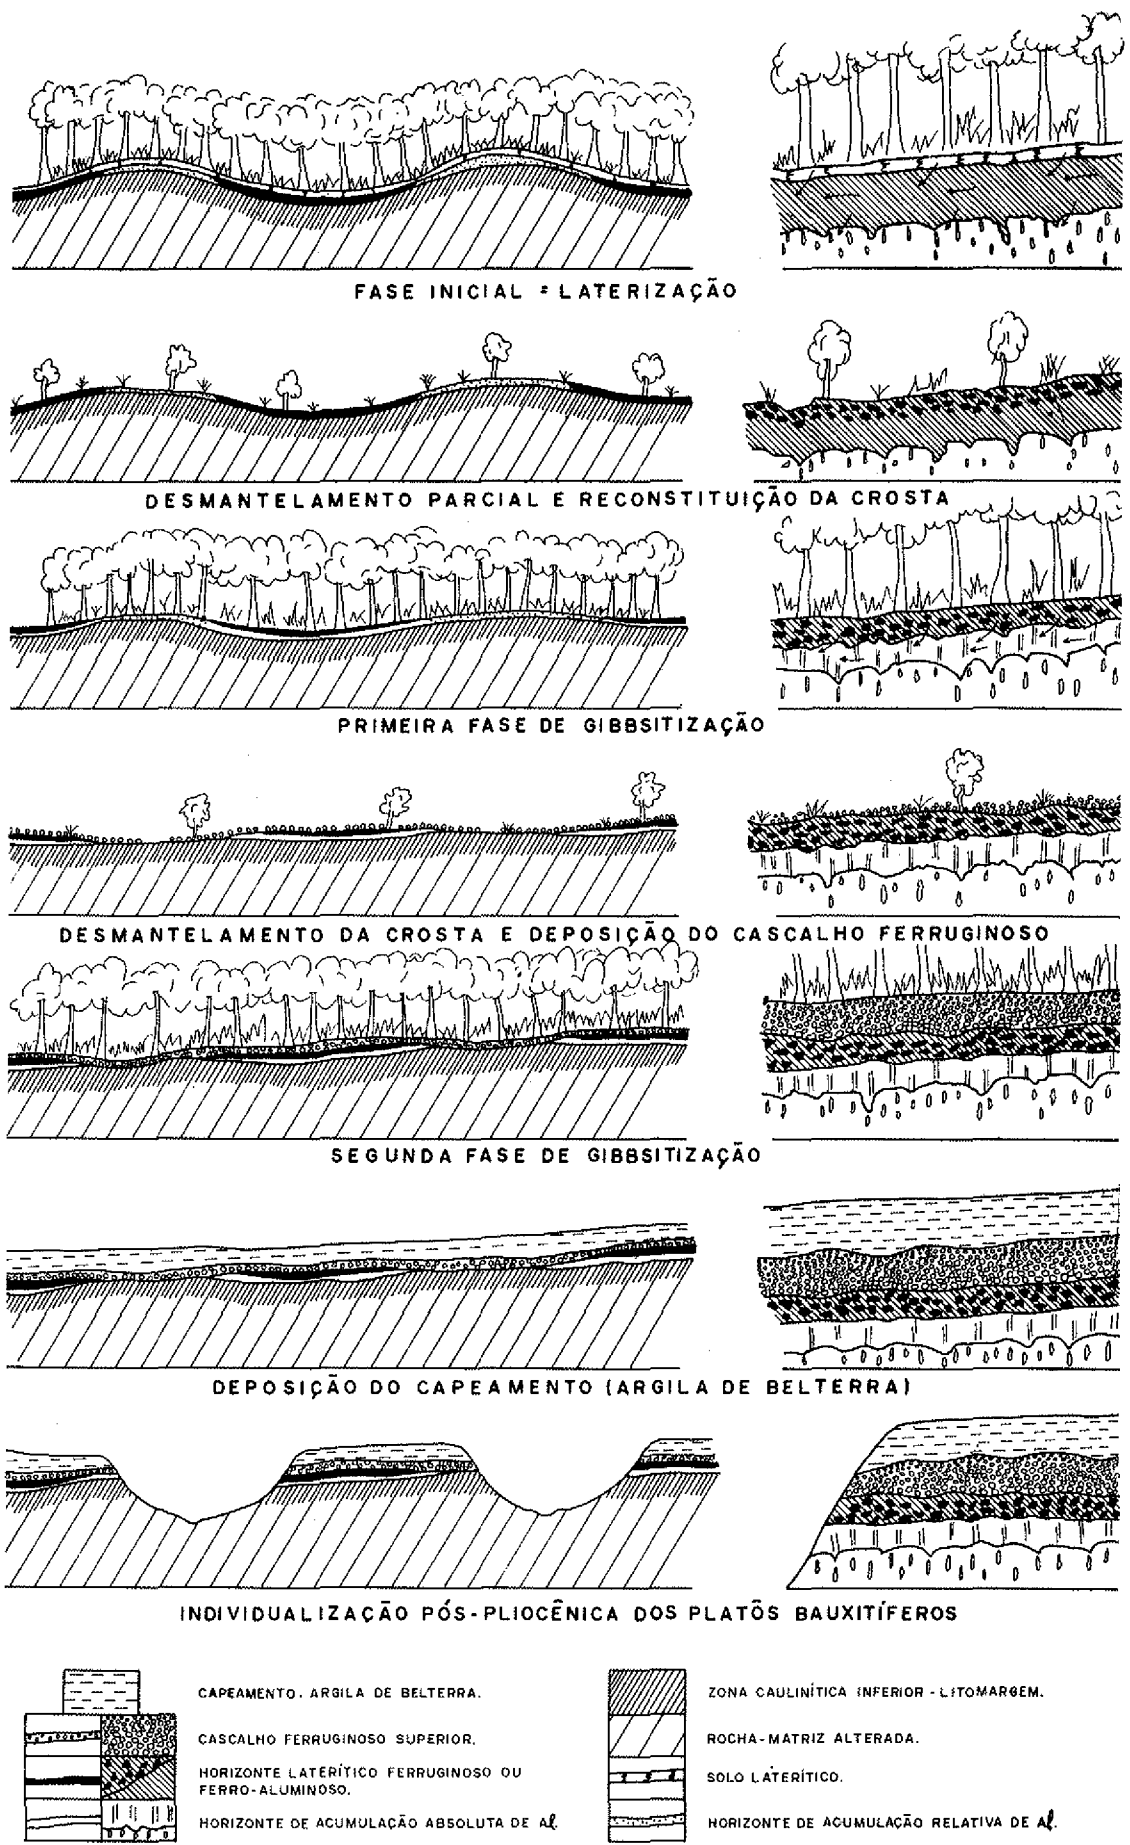 FASE INICIAL = LATERIZAÇÃO
DESMANTELAMENTO PARCIAL E RECONSTITUIÇÃO DA CROSTA
PRIMEIRA FASE DE GIBBSITIZAÇÃO
DESMANTELAMENTO DA CROSTA E DEPOSIÇÃO DO CASCALHO FERRUGINOSO
SEGUNDA FASE DE GIBBSITIZAÇÃO
DEPOSIÇÃO DO CAPEAMENTO (ARGILA DE BELTERRA)
INDIVIDUALIZAÇÃO PÓS-PLIOCÊNICA DOS PLATÔS BAUXITÍFEROS
CAPEAMENTO. ARGILA DE BELTERRA.
CASCALHO FERRUGINOSO SUPERIOR.
HORIZONTE LATERÍTICO FERRUGINOSO OU
FERRO-ALUMINOSO.
HORIZONTE DE ACUMULAÇÃO ABSOLUTA DE Al.
ZONA CAULINÍTICA INFERIOR - LITOMARGEM.
ROCHA-MATRIZ ALTERADA.
SOLO LATERÍTICO.
HORIZONTE DE ACUMULAÇÃO RELATIVA DE Al.